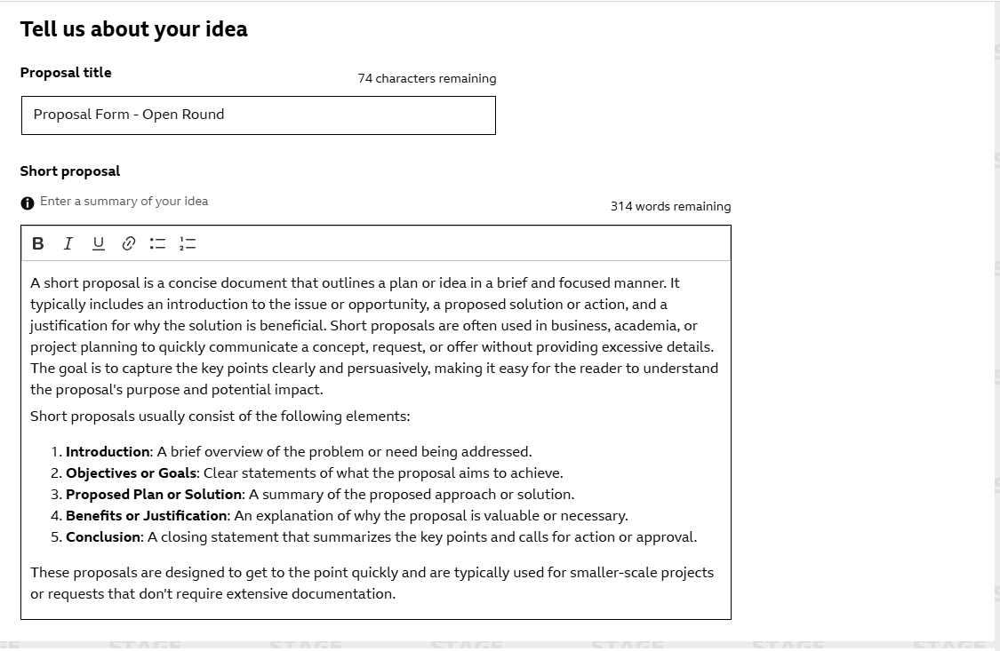 Tell us about your idea
Proposal title
74 characters remaining
Proposal Form - Open Round
Short proposal
Enter a summary of your idea
314 words remaining
B I U
A short proposal is a concise document that outlines a plan or idea in a brief and focused manner. It
typically includes an introduction to the issue or opportunity, a proposed solution or action, and a
justification for why the solution is beneficial. Short proposals are often used in business, academia, or
project planning to quickly communicate a concept, request, or offer without providing excessive details.
The goal is to capture the key points clearly and persuasively, making it easy for the reader to understand
the proposal's purpose and potential impact.
Short proposals usually consist of the following elements:
1. Introduction: A brief overview of the problem or need being addressed.
2. Objectives or Goals: Clear statements of what the proposal aims to achieve.
3. Proposed Plan or Solution: A summary of the proposed approach or solution.
4. Benefits or Justification: An explanation of why the proposal is valuable or necessary.
5. Conclusion: A closing statement that summarizes the key points and calls for action or approval.
These proposals are designed to get to the point quickly and are typically used for smaller-scale projects
or requests that don't require extensive documentation.
STAGE STAGE STAGE STAGE STAGE STAGE